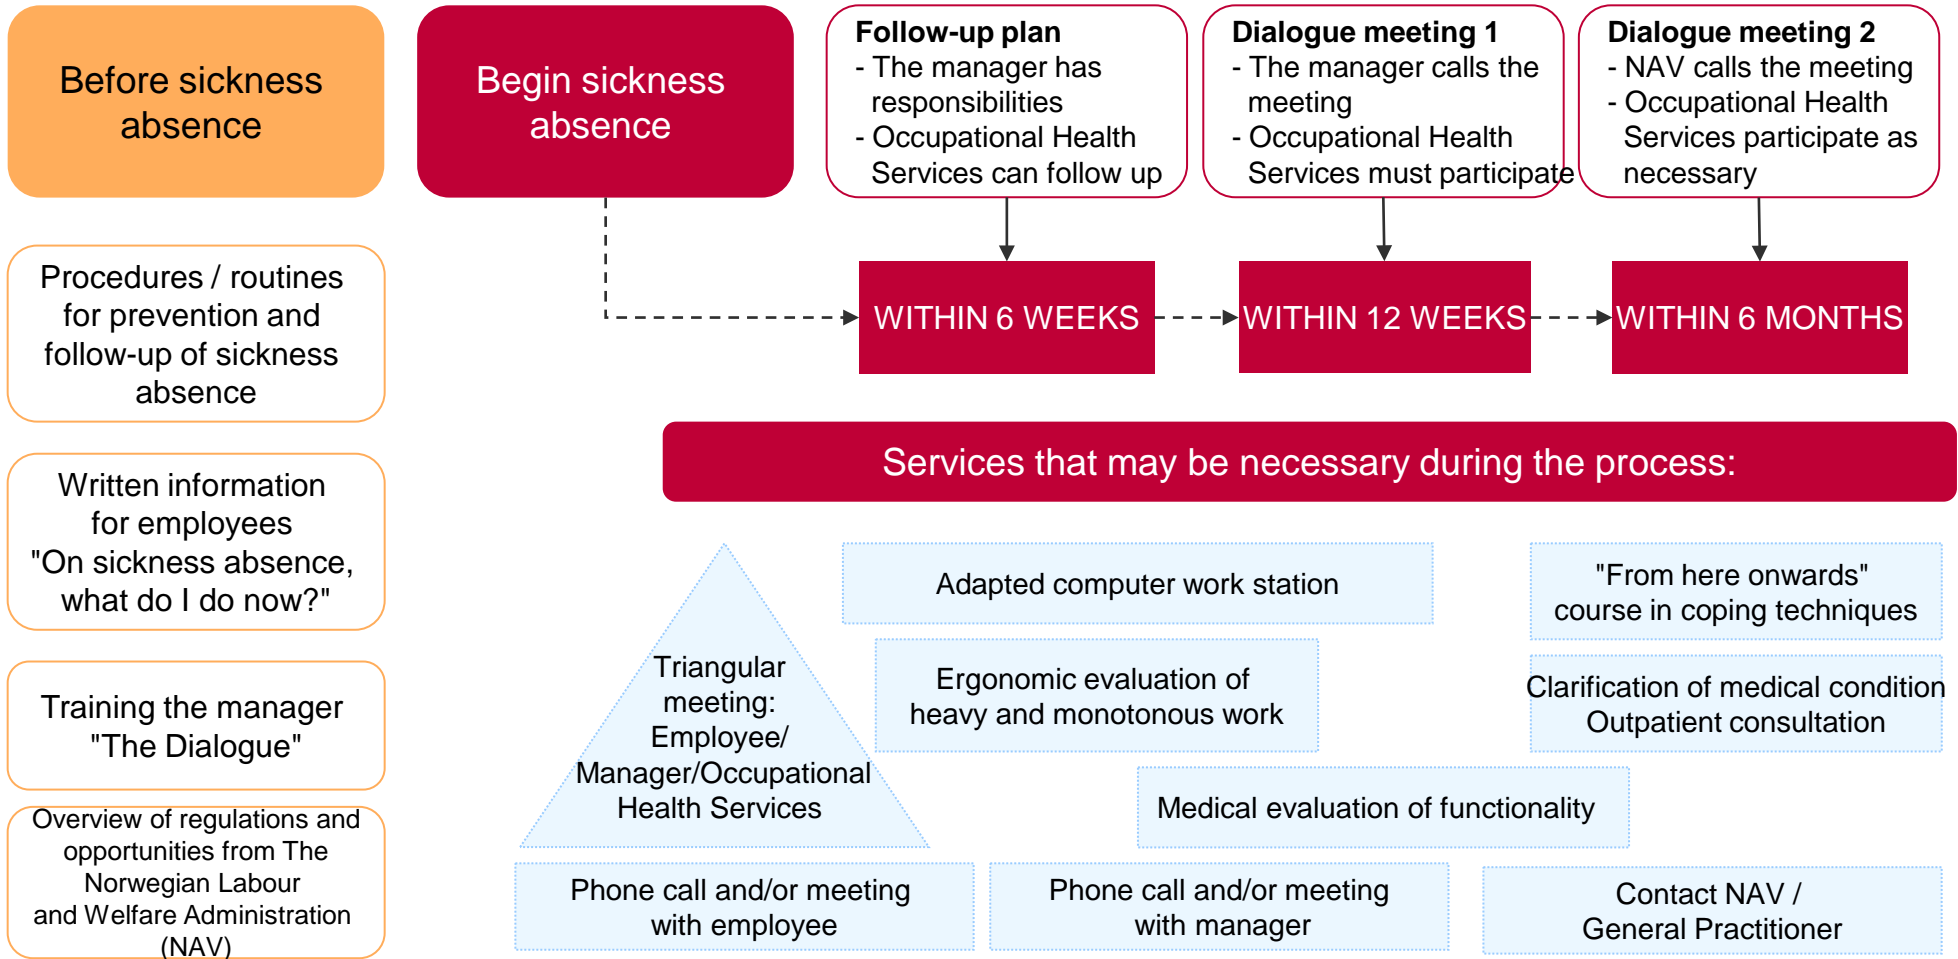 Before sickness
absence
Begin sickness
absence
Follow-up plan
- The manager has
responsibilities
- Occupational Health
Services can follow up
Dialogue meeting 1
- The manager calls the
meeting
- Occupational Health
Services must participate
Dialogue meeting 2
- NAV calls the meeting
- Occupational Health
Services participate as
necessary
WITHIN 6 WEEKS
WITHIN 12 WEEKS
WITHIN 6 MONTHS
Procedures / routines
for prevention and
follow-up of sickness
absence
Written information
for employees
"On sickness absence,
what do I do now?"
Training the manager
"The Dialogue"
Overview of regulations and
opportunities from The
Norwegian Labour
and Welfare Administration
(NAV)
Services that may be necessary during the process:
Triangular
meeting:
Employee/
Manager/Occupational
Health Services
Adapted computer work station
"From here onwards"
course in coping techniques
Ergonomic evaluation of
heavy and monotonous work
Clarification of medical condition
Outpatient consultation
Medical evaluation of functionality
Phone call and/or meeting
with employee
Phone call and/or meeting
with manager
Contact NAV /
General Practitioner